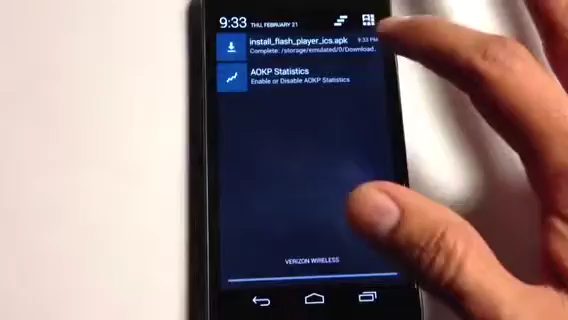 9:33 THU, FEBRUARY 21
install_flash_player_ics.apk 9:33 PM
Complete: /storage/emulated/0/Download.
AOKP Statistics
Enable or Disable AOKP Statistics
VERIZON WIRELESS